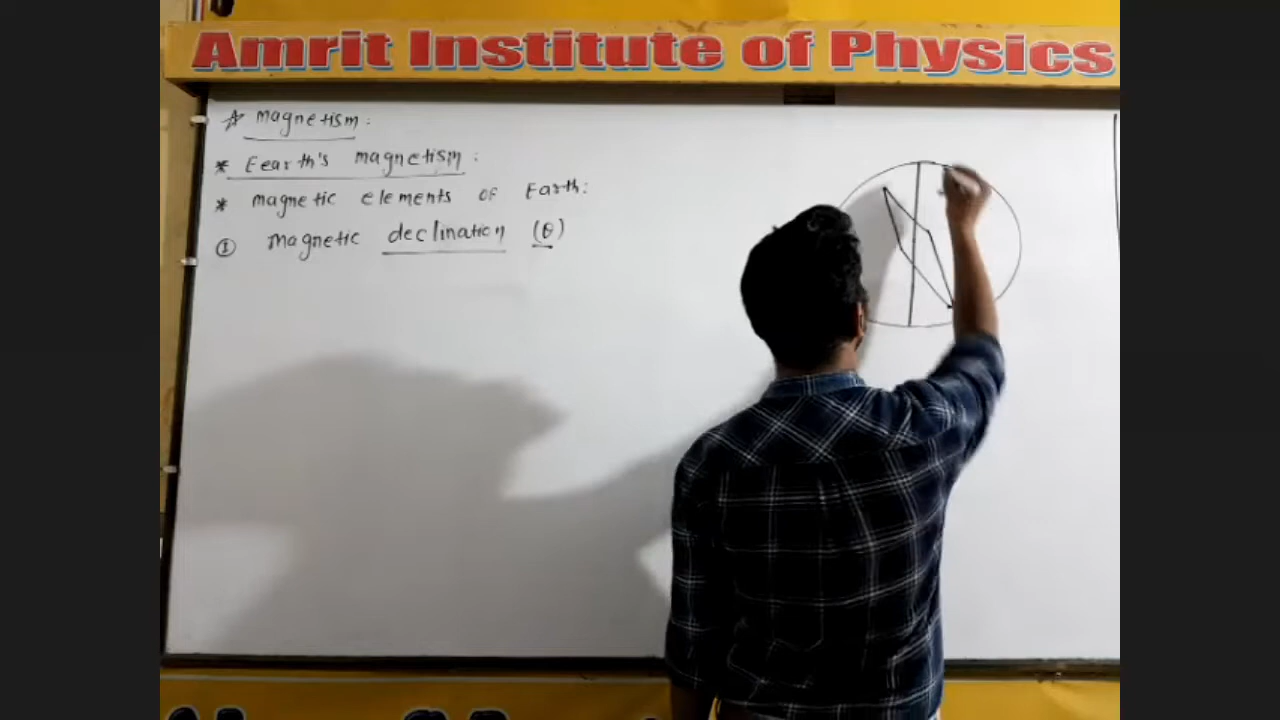 Amrit Institute of Physics
☆ Magnetism:
* Eearth's magnetism:
* magnetic elements of Earth:
① Magnetic declination (θ)